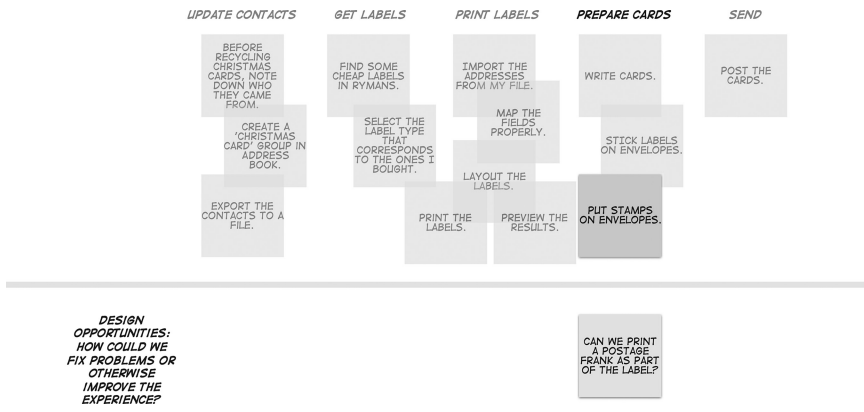 UPDATE CONTACTS
GET LABELS
PRINT LABELS
PREPARE CARDS
SEND
BEFORE
RECYCLING
CHRISTMAS
CARDS, NOTE
DOWN WHO
THEY CAME
FROM.
CREATE A
'CHRISTMAS
CARD' GROUP IN
ADDRESS
BOOK.
EXPORT THE
CONTACTS TO A
FILE.
FIND SOME
CHEAP LABELS
IN RYMANS.
SELECT THE
LABEL TYPE
THAT
CORRESPONDS
TO THE ONES I
BOUGHT.
IMPORT THE
ADDRESSES
FROM MY FILE.
MAP THE
FIELDS
PROPERLY.
LAYOUT THE
LABELS.
PRINT THE
LABELS.
PREVIEW THE
RESULTS.
WRITE CARDS.
STICK LABELS
ON ENVELOPES.
PUT STAMPS
ON ENVELOPES.
POST THE
CARDS.
DESIGN
OPPORTUNITIES:
HOW COULD WE
FIX PROBLEMS OR
OTHERWISE
IMPROVE THE
EXPERIENCE?
CAN WE PRINT
A POSTAGE
FRANK AS PART
OF THE LABEL?